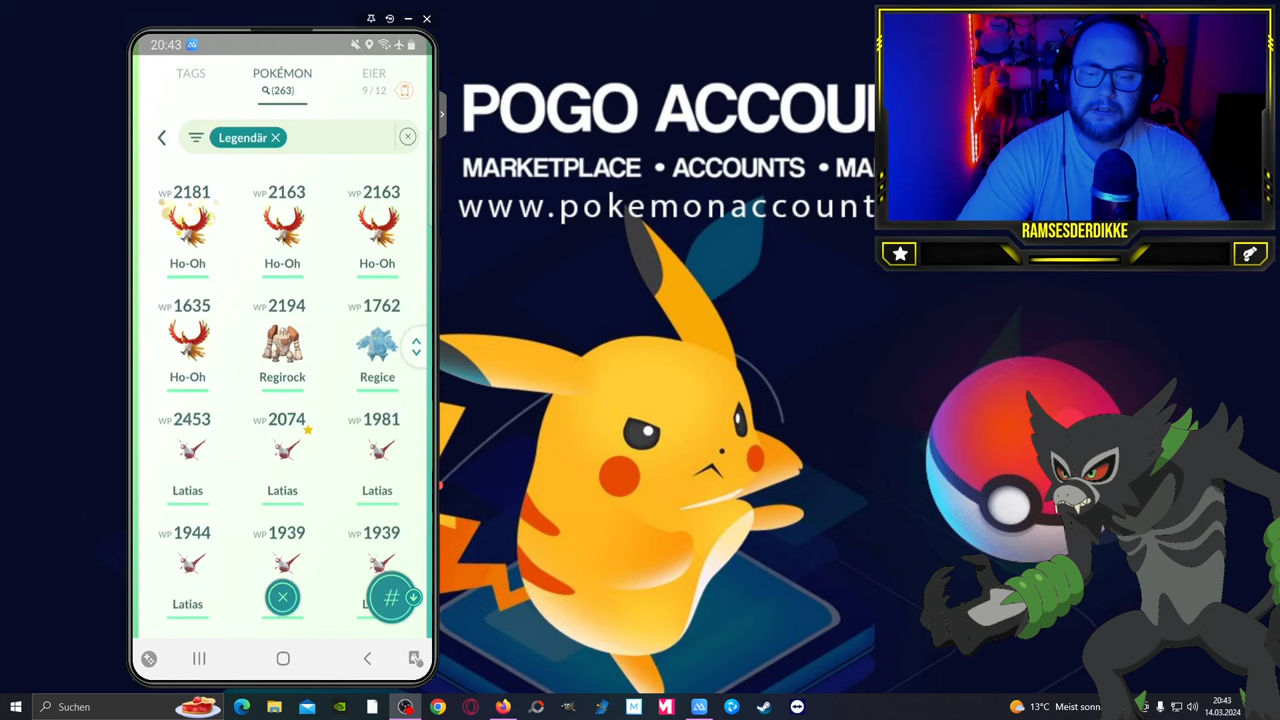 20:43
TAGS
POKÉMON
EIER
(263)
9 / 12
Legendär
WP 2181
WP 2163
WP 2163
Ho-Oh
Ho-Oh
Ho-Oh
WP 1635
WP 2194
WP 1762
Ho-Oh
Regirock
Regice
WP 2453
WP 2074
WP 1981
Latias
Latias
Latias
WP 1944
WP 1939
WP 1939
Latias
#
POGO ACCOU
MARKETPLACE • ACCOUNTS • MA
www.pokemonaccount
RAMSESDERDIKKE
Suchen
13°C Meist sonn.
20:43
14.03.2024